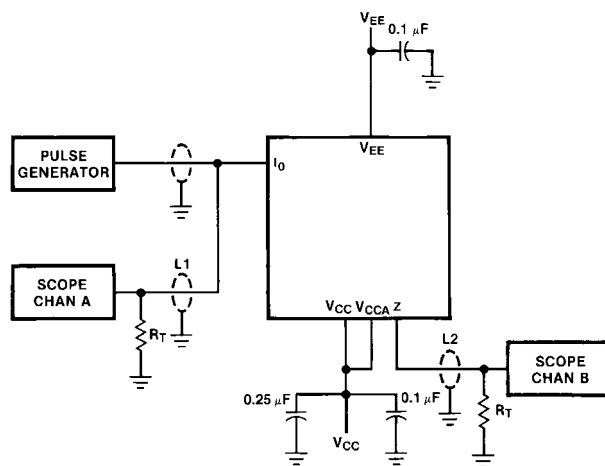 VEE
0.1 µF
PULSE
GENERATOR
VEE
I0
SCOPE
CHAN A
L1
RT
VCC
VCCA
Z
L2
SCOPE
CHAN B
RT
0.25 µF
0.1 µF
VCC